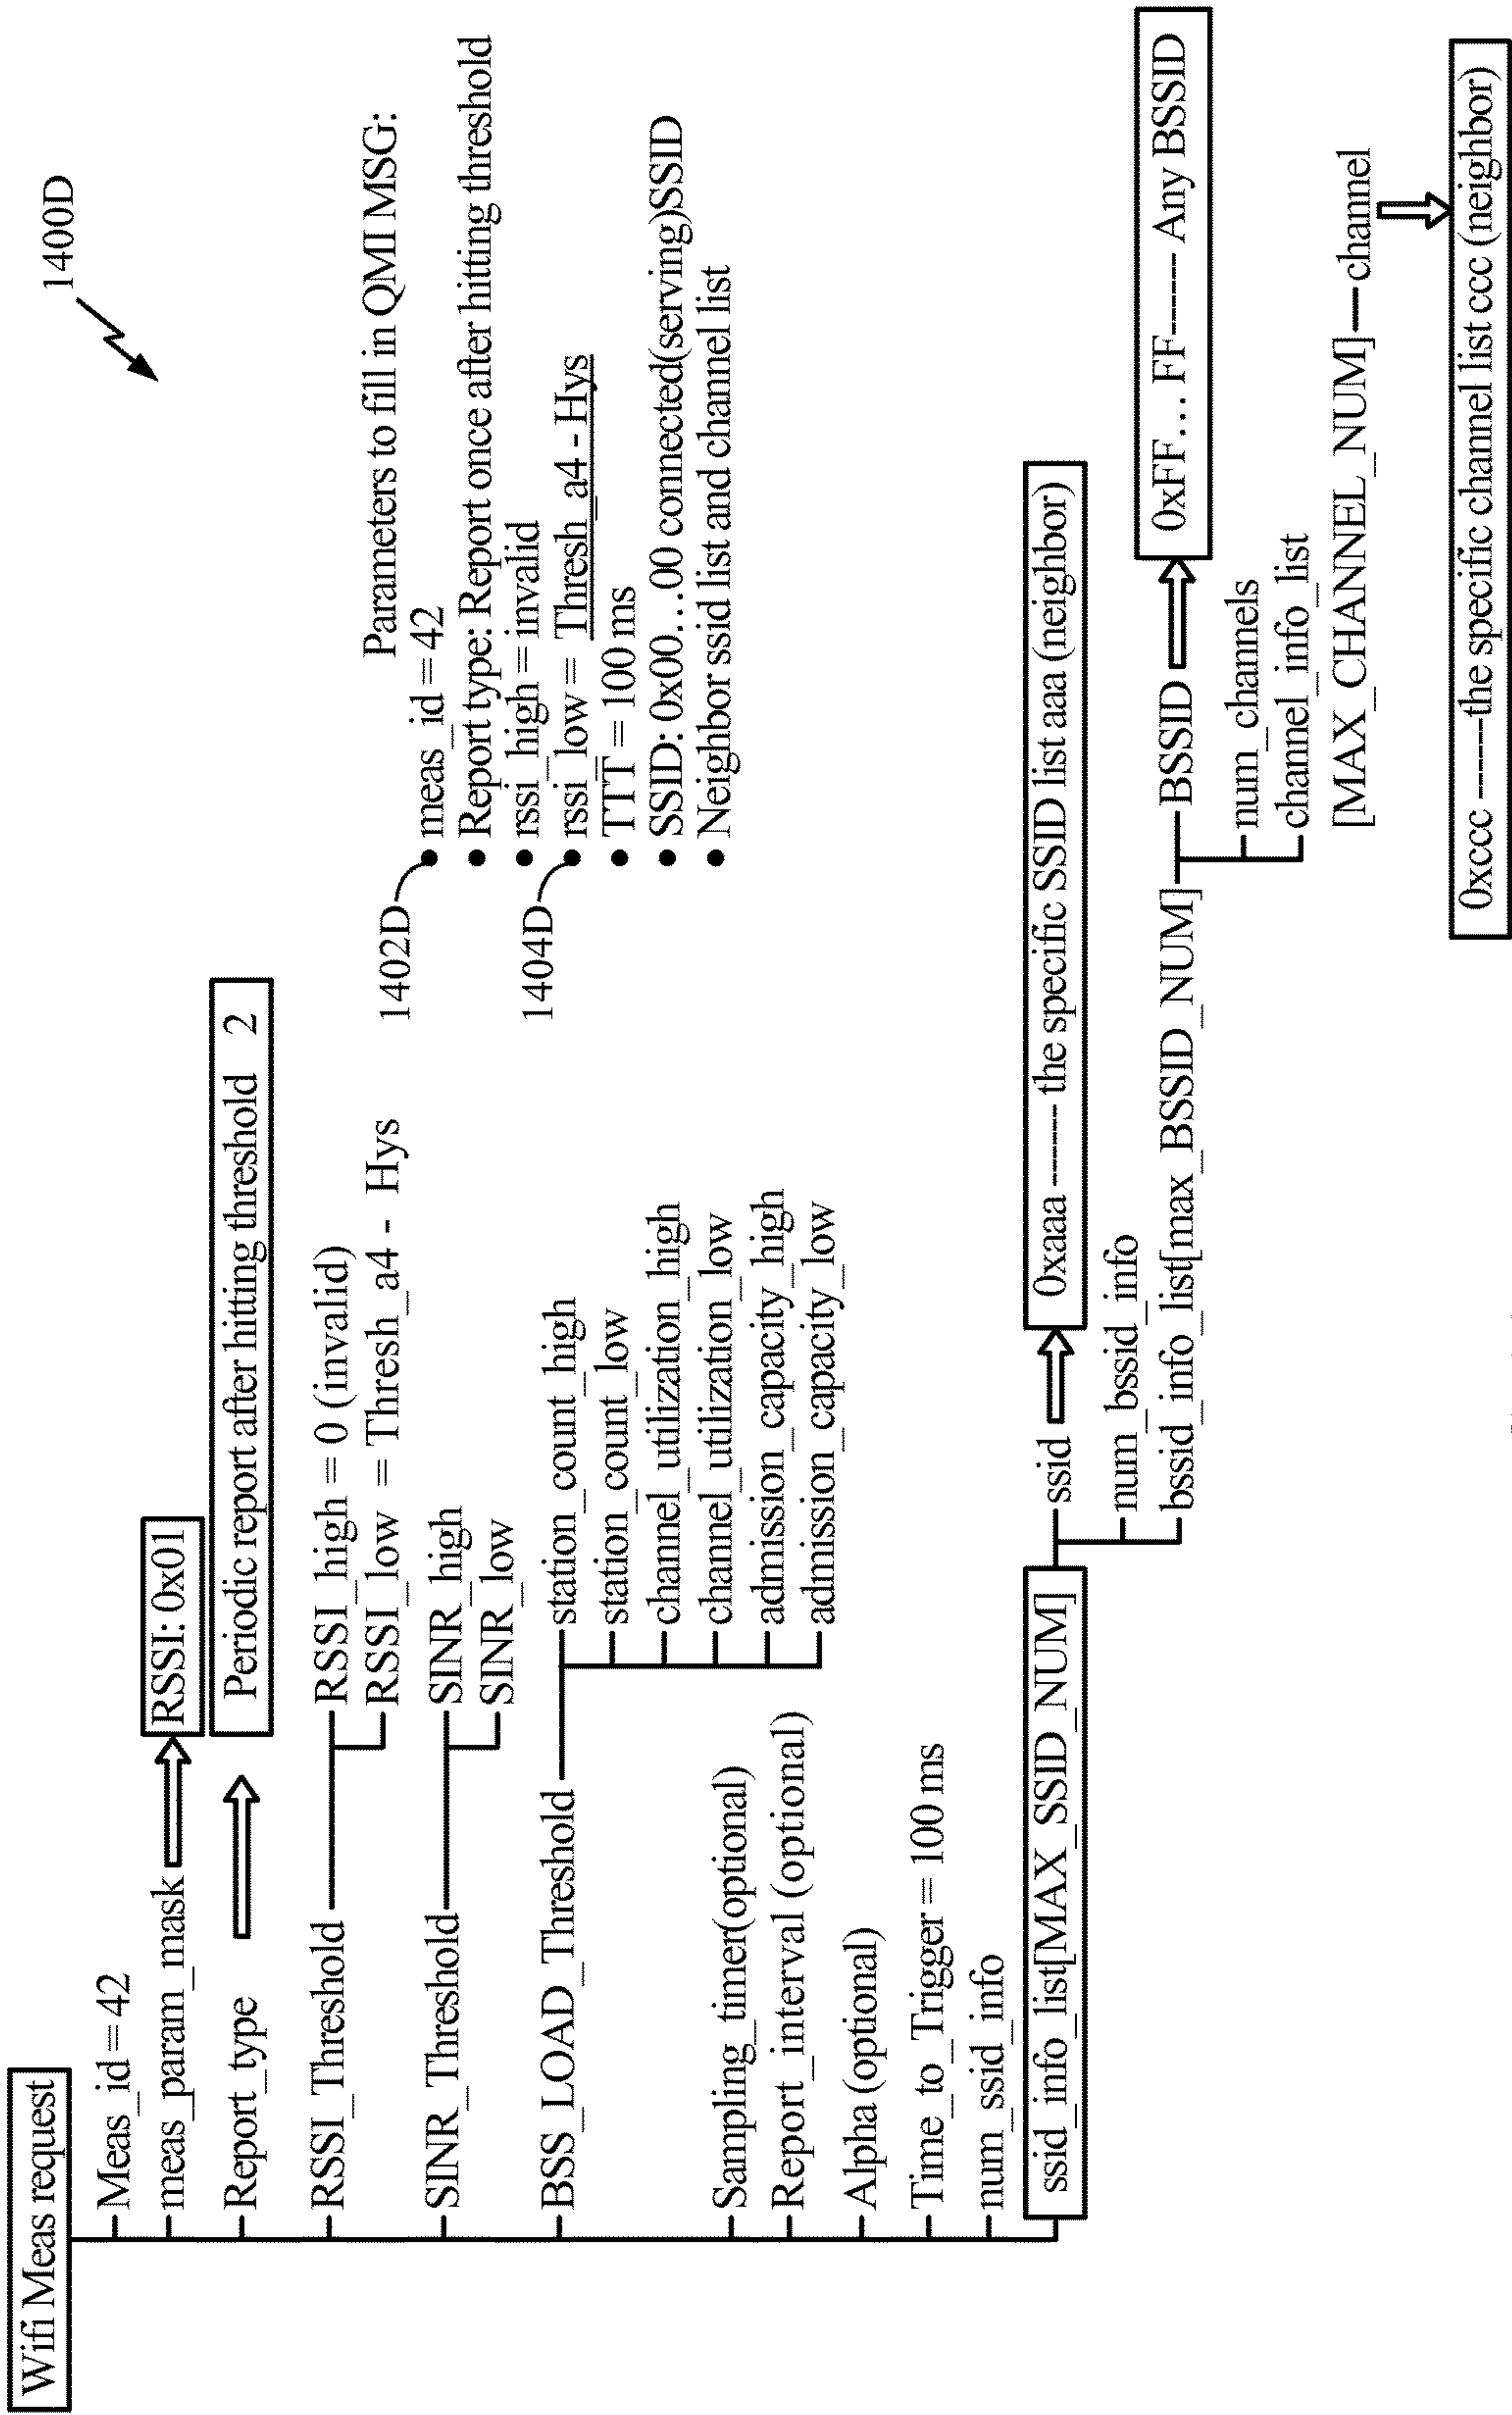 1400D
Wifi Meas request
Meas_id = 42
meas_param_mask
RSSI: 0x01
Report_type
Periodic report after hitting threshold 2
RSSI_Threshold
RSSI_high = 0 (invalid)
RSSI_low = Thresh_a4 - Hys
SINR_Threshold
SINR_high
SINR_low
BSS_LOAD_Threshold
station_count_high
station_count_low
channel_utilization_high
channel_utilization_low
admission_capacity_high
admission_capacity_low
Sampling_timer(optional)
Report_interval (optional)
Alpha (optional)
Time_to_Trigger = 100 ms
num_ssid_info
ssid_info_list[MAX_SSID_NUM]
Parameters to fill in QMI MSG:
1402D
• meas_id = 42
• Report type: Report once after hitting threshold
• rssi_high = invalid
1404D
• rssi_low = Thresh_a4 - Hys
• TTT = 100 ms
• SSID: 0x00…00 connected(serving)SSID
• Neighbor ssid list and channel list
ssid
0xaaa ------- the specific SSID list aaa (neighbor)
num_bssid_info
bssid_info_list[max_BSSID_NUM]
BSSID
0xFF… FF------ Any BSSID
num_channels
channel_info_list
[MAX_CHANNEL_NUM]
channel
0xccc -------the specific channel list ccc (neighbor)